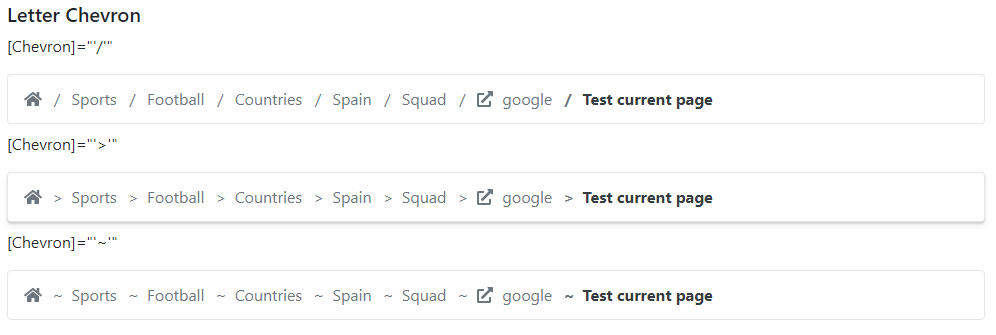 Letter Chevron
[Chevron]="'/'"
/ Sports / Football / Countries / Spain / Squad / google / Test current page
[Chevron]="'>'"
> Sports > Football > Countries > Spain > Squad > google > Test current page
[Chevron]="'~'"
~ Sports ~ Football ~ Countries ~ Spain ~ Squad ~ google ~ Test current page